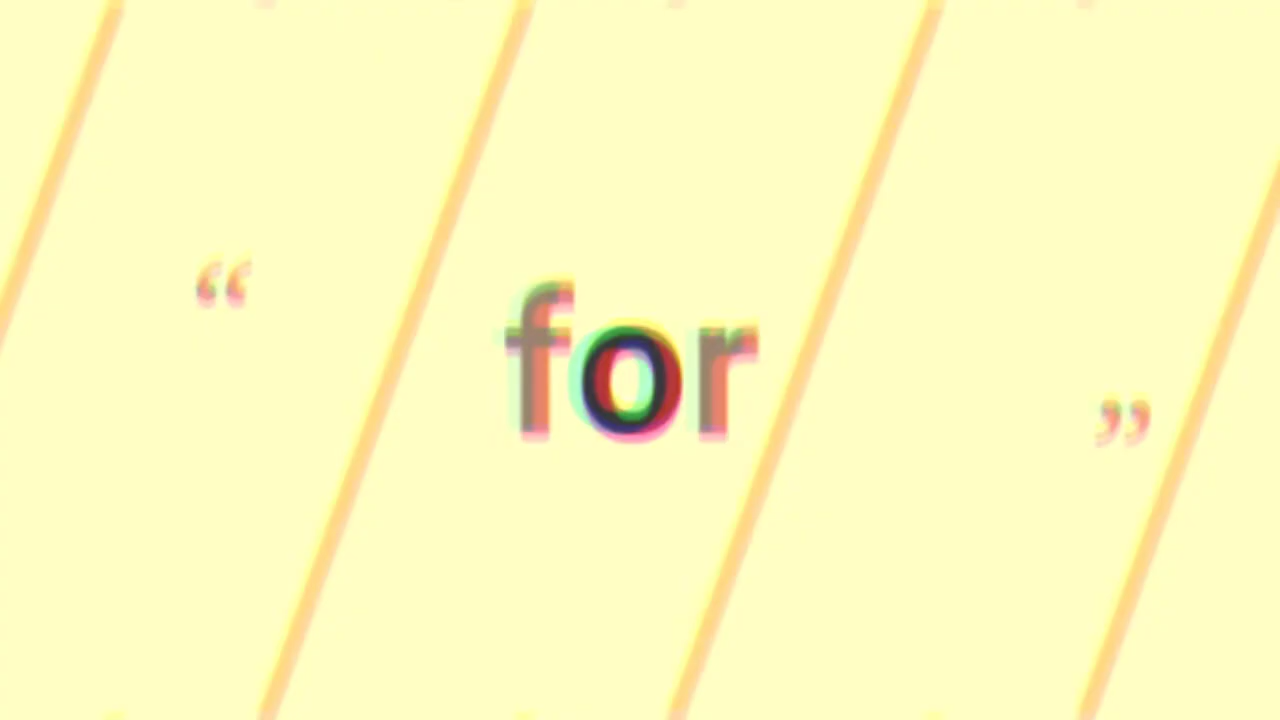 “ for ”